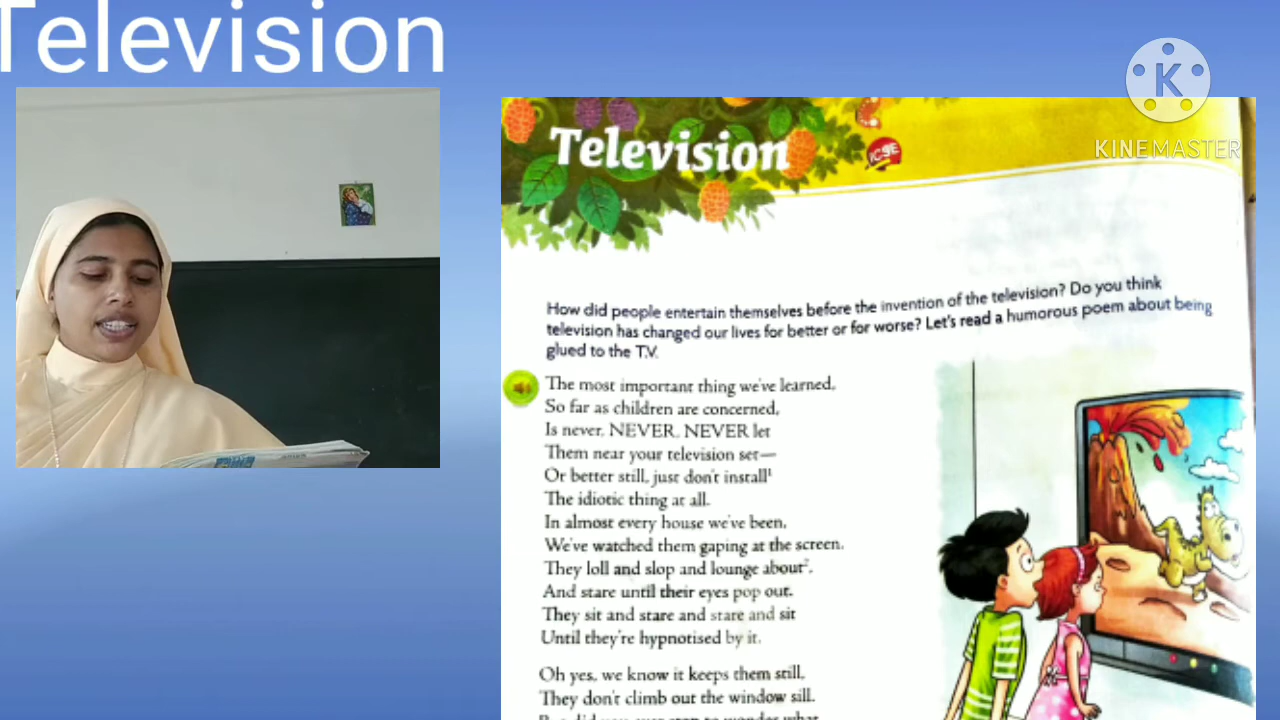 Television
KINEMASTER
Television
ICSE
How did people entertain themselves before the invention of the television? Do you think
television has changed our lives for better or for worse? Let's read a humorous poem about being
glued to the T.V.
The most important thing we've learned,
So far as children are concerned,
Is never, NEVER, NEVER let
Them near your television set—
Or better still, just don't install¹
The idiotic thing at all.
In almost every house we've been,
We've watched them gaping at the screen.
They loll and slop and lounge about²,
And stare until their eyes pop out.
They sit and stare and stare and sit
Until they're hypnotised by it.
Oh yes, we know it keeps them still,
They don't climb out the window sill.